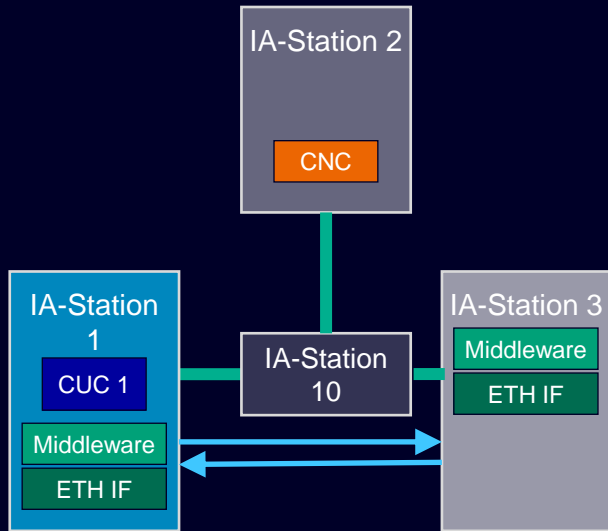 IA-Station 2
CNC
IA-Station
1
CUC 1
Middleware
ETH IF
IA-Station
10
IA-Station 3
Middleware
ETH IF